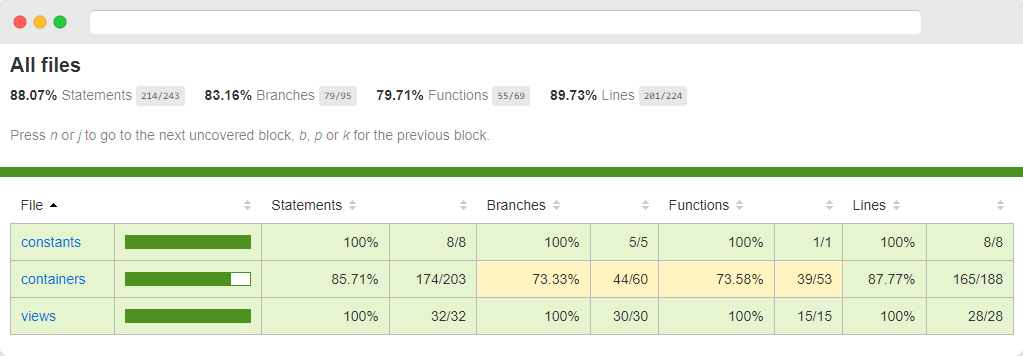 All files
88.07% Statements 214/243 83.16% Branches 79/95 79.71% Functions 55/69 89.73% Lines 201/224
Press n or j to go to the next uncovered block, b, p or k for the previous block.
File Statements Branches Functions Lines
constants 100% 8/8 100% 5/5 100% 1/1 100% 8/8
containers 85.71% 174/203 73.33% 44/60 73.58% 39/53 87.77% 165/188
views 100% 32/32 100% 30/30 100% 15/15 100% 28/28